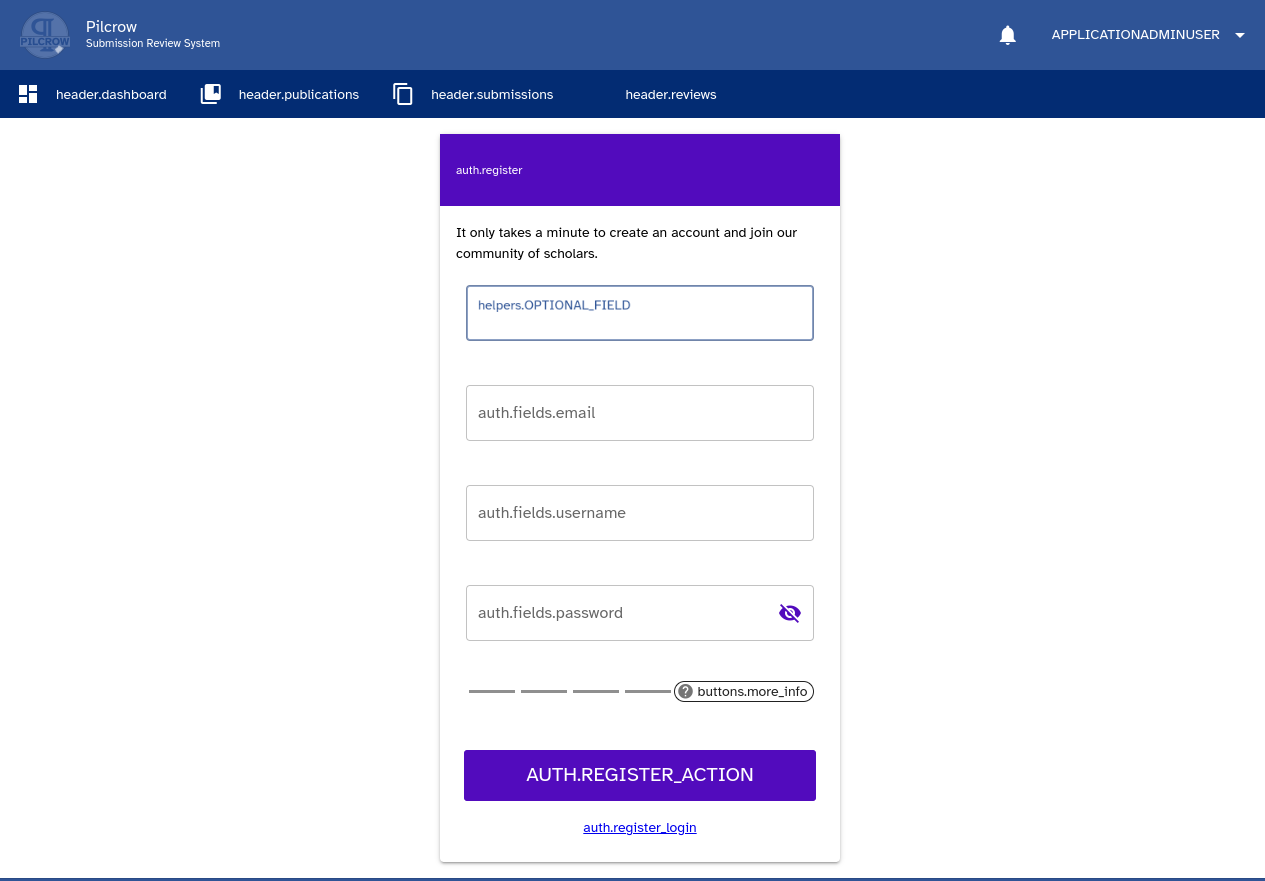 PILCROW
Pilcrow
Submission Review System
APPLICATIONADMINUSER
header.dashboard
header.publications
header.submissions
header.reviews
auth.register
It only takes a minute to create an account and join our
community of scholars.
helpers.OPTIONAL_FIELD
auth.fields.email
auth.fields.username
auth.fields.password
? buttons.more_info
AUTH.REGISTER_ACTION
auth.register_login